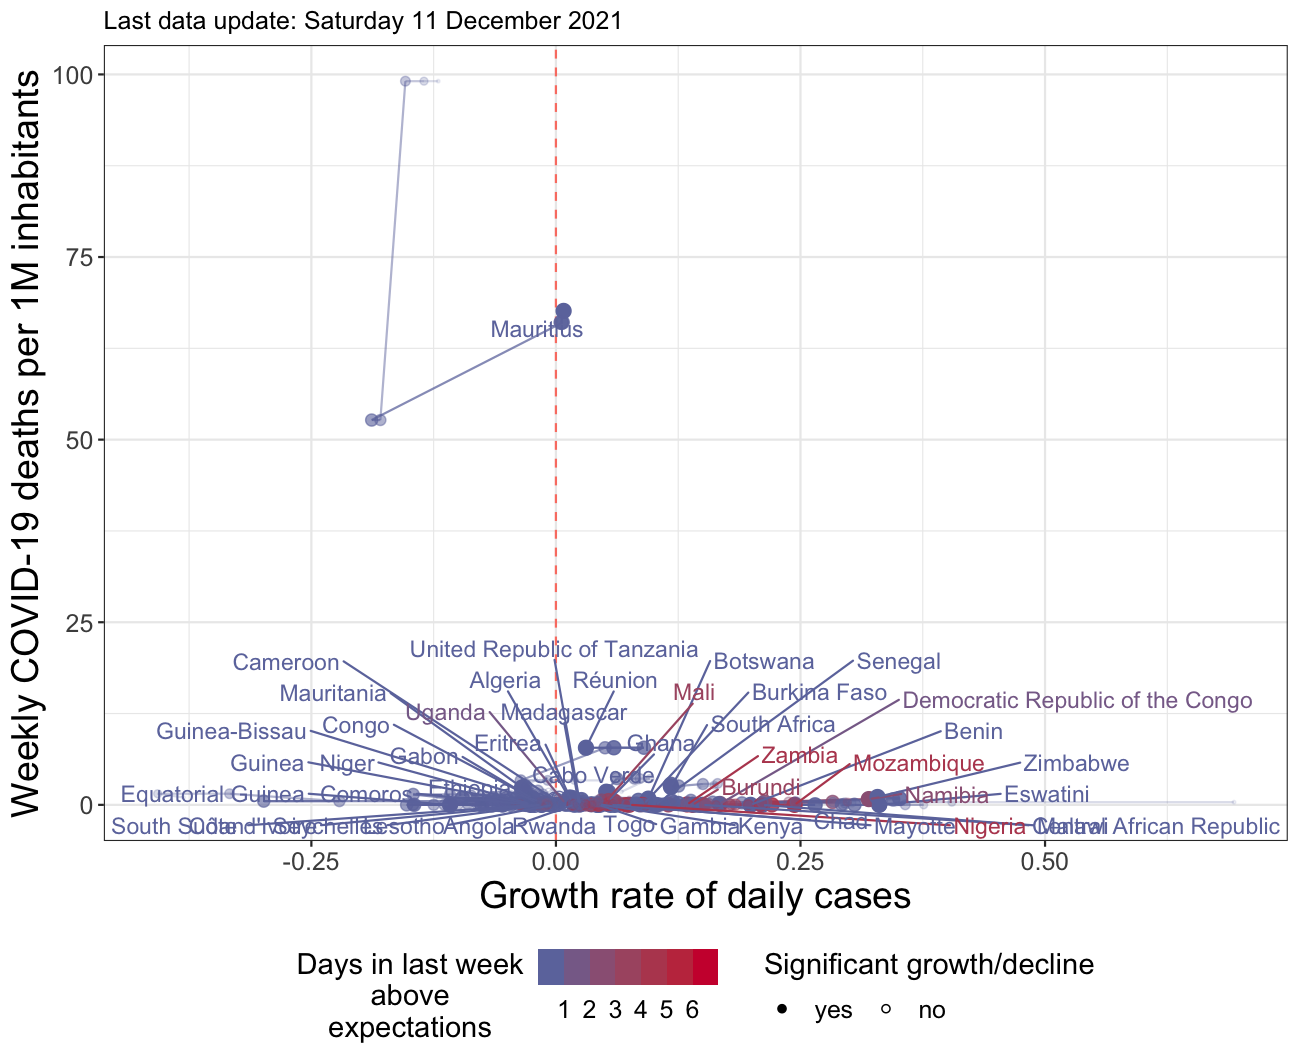 Last data update: Saturday 11 December 2021
Weekly COVID-19 deaths per 1M inhabitants
100
75
50
25
0
Mauritius
United Republic of Tanzania
Cameroon
Botswana
Senegal
Algeria
Réunion
Mauritania
Mali
Burkina Faso
Democratic Republic of the Congo
Uganda
Madagascar
Guinea-Bissau
Congo
South Africa
Benin
Eritrea
Ghana
Guinea
Niger
Gabon
Zambia
Mozambique
Zimbabwe
Cabo Verde
Equatorial Guinea
Comoros
Ethiopia
Burundi
Namibia
Eswatini
South Sudan
Côte d'Ivoire
Seychelles
Lesotho
Angola
Rwanda
Togo
Gambia
Kenya
Chad
Mayotte
Nigeria
Malawi
Central African Republic
-0.25
0.00
0.25
0.50
Growth rate of daily cases
Days in last week
above
expectations
1 2 3 4 5 6
Significant growth/decline
yes
no